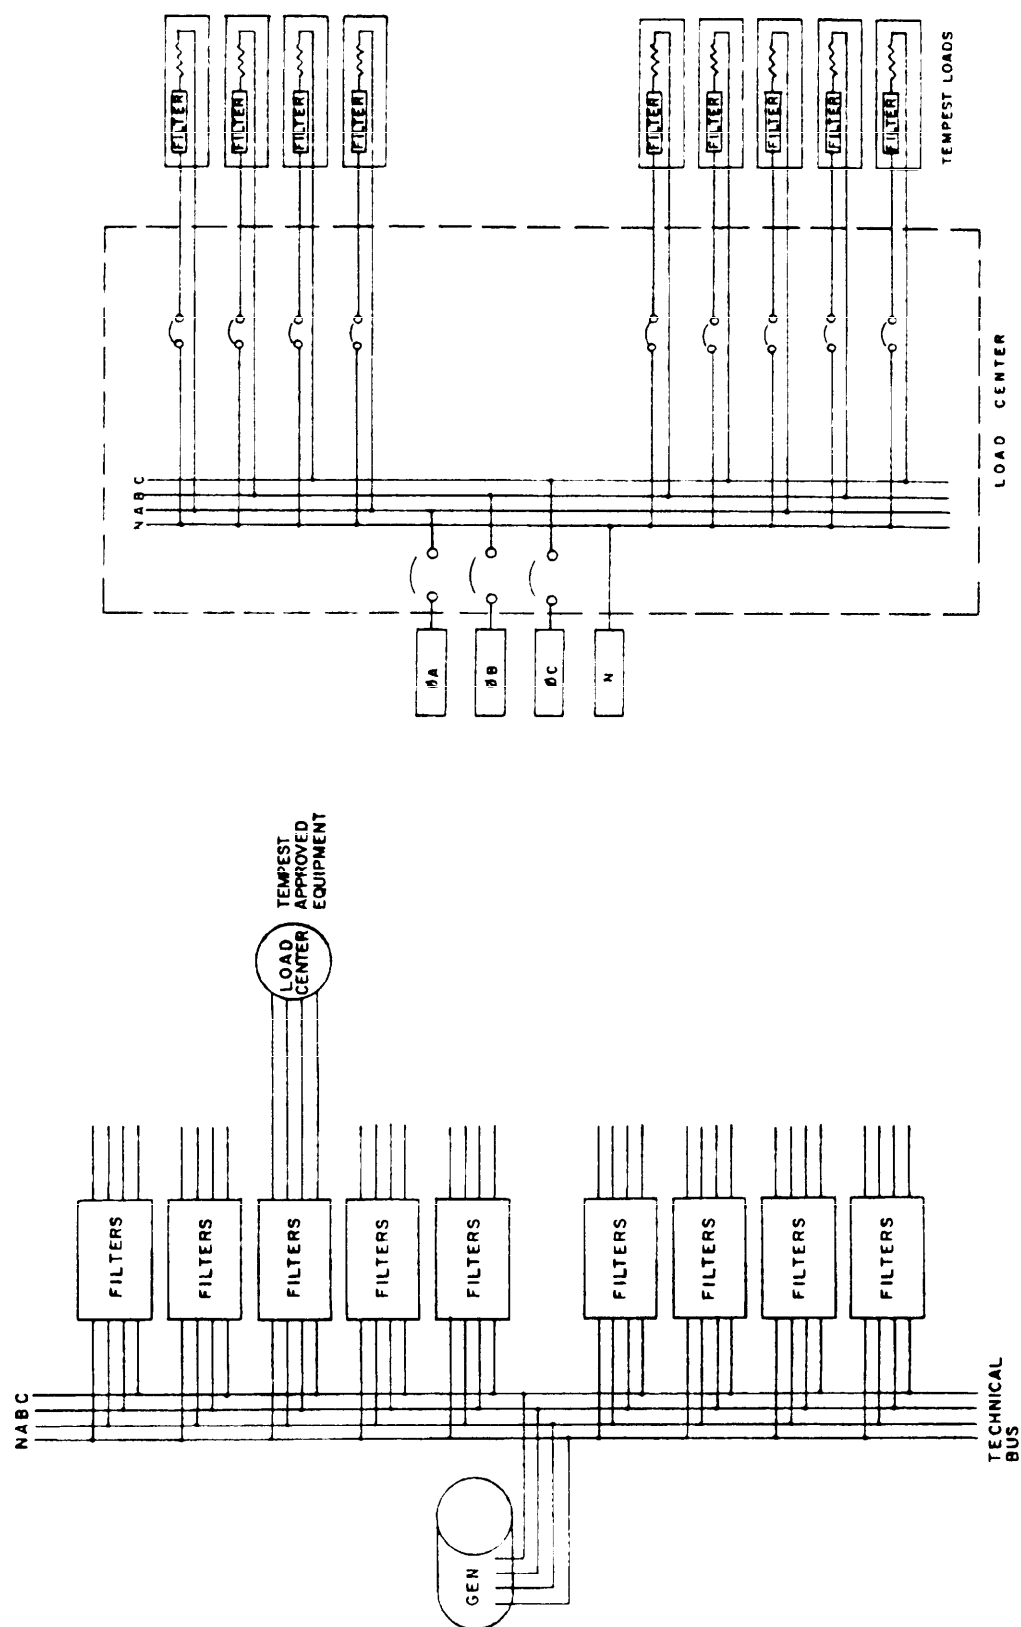 FILTER
FILTER
FILTER
FILTER
FILTER
FILTER
FILTER
FILTER
FILTER
TEMPEST LOADS
N A B C
LOAD CENTER
ØA
ØB
ØC
N
TEMPEST
APPROVED
EQUIPMENT
LOAD
CENTER
FILTERS
FILTERS
FILTERS
FILTERS
FILTERS
FILTERS
FILTERS
FILTERS
FILTERS
N A B C
TECHNICAL
BUS
GEN